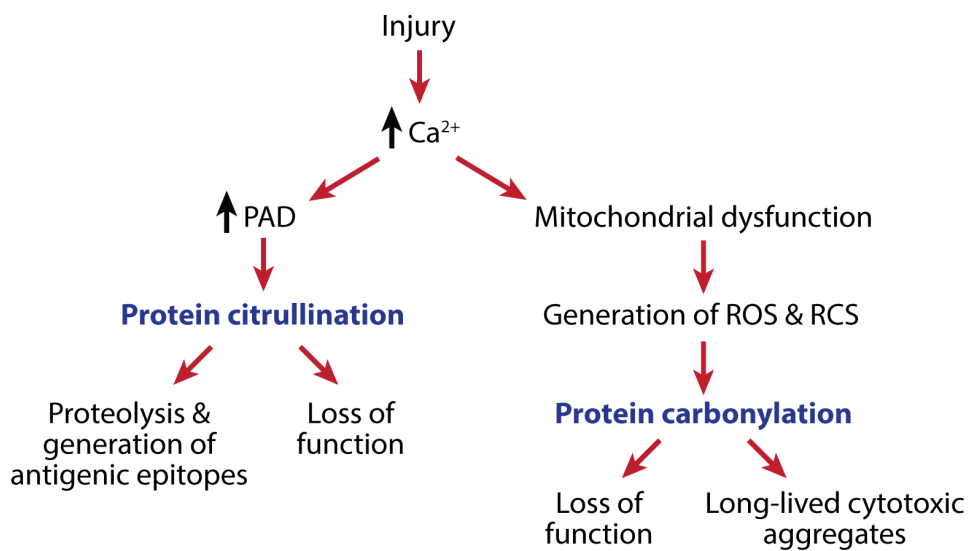 Injury
Ca²⁺
PAD
Mitochondrial dysfunction
Protein citrullination
Generation of ROS & RCS
Proteolysis &
generation of
antigenic epitopes
Loss of
function
Protein carbonylation
Loss of
function
Long-lived cytotoxic
aggregates